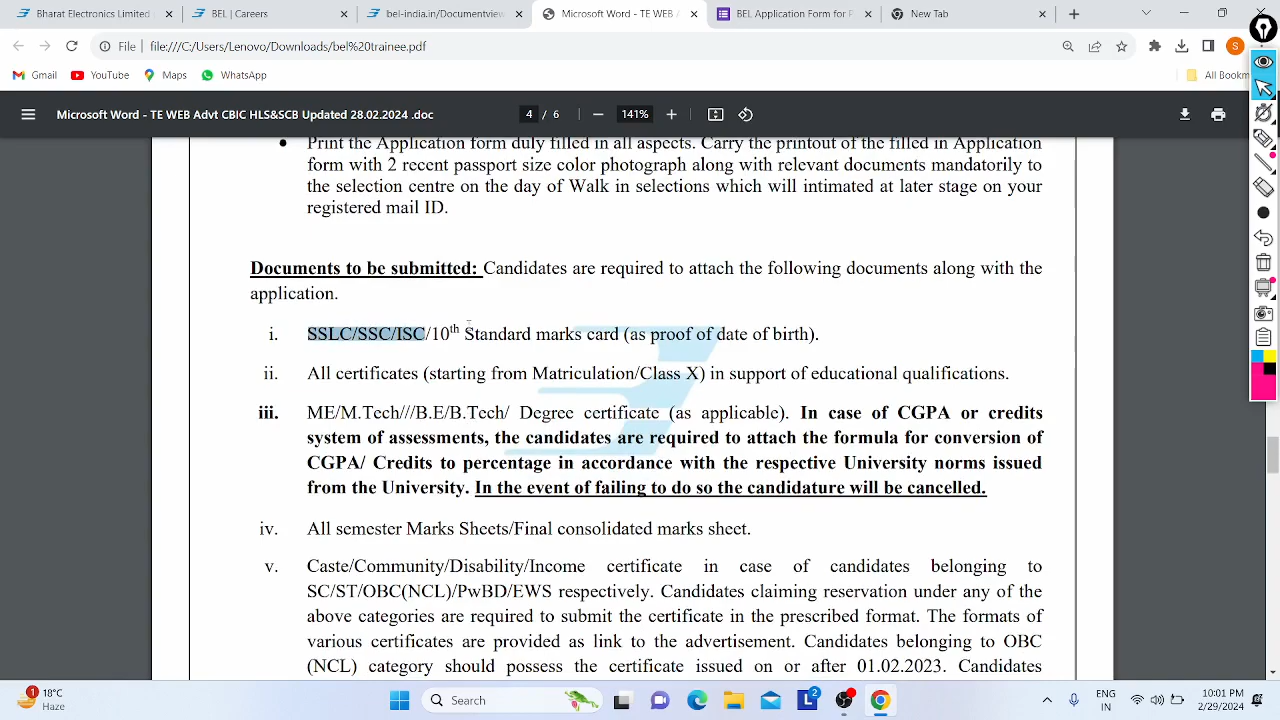 Bharat Electronics Limited
BEL | Careers
bel-india.in/Documentview
Microsoft Word - TE WEB /
BEL Application Form for P
New Tab
File
file:///C:/Users/Lenovo/Downloads/bel%20trainee.pdf
S
Gmail
YouTube
Maps
WhatsApp
All Bookm
Microsoft Word - TE WEB Advt CBIC HLS&SCB Updated 28.02.2024 .doc
4 / 6
141%
• Print the Application form duly filled in all aspects. Carry the printout of the filled in Application
form with 2 recent passport size color photograph along with relevant documents mandatorily to
the selection centre on the day of Walk in selections which will intimated at later stage on your
registered mail ID.
Documents to be submitted: Candidates are required to attach the following documents along with the
application.
i. SSLC/SSC/ISC/10th Standard marks card (as proof of date of birth).
ii. All certificates (starting from Matriculation/Class X) in support of educational qualifications.
iii. ME/M.Tech///B.E/B.Tech/ Degree certificate (as applicable). In case of CGPA or credits
system of assessments, the candidates are required to attach the formula for conversion of
CGPA/ Credits to percentage in accordance with the respective University norms issued
from the University. In the event of failing to do so the candidature will be cancelled.
iv. All semester Marks Sheets/Final consolidated marks sheet.
v. Caste/Community/Disability/Income certificate in case of candidates belonging to
SC/ST/OBC(NCL)/PwBD/EWS respectively. Candidates claiming reservation under any of the
above categories are required to submit the certificate in the prescribed format. The formats of
various certificates are provided as link to the advertisement. Candidates belonging to OBC
(NCL) category should possess the certificate issued on or after 01.02.2023. Candidates
1
18°C
Haze
Search
L
2
ENG
IN
10:01 PM
2/29/2024